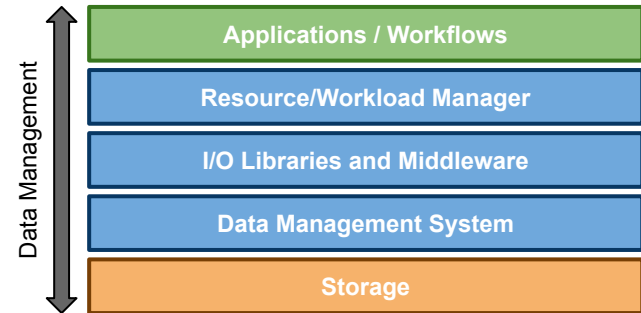 Data Management
Applications / Workflows
Resource/Workload Manager
I/O Libraries and Middleware
Data Management System
Storage